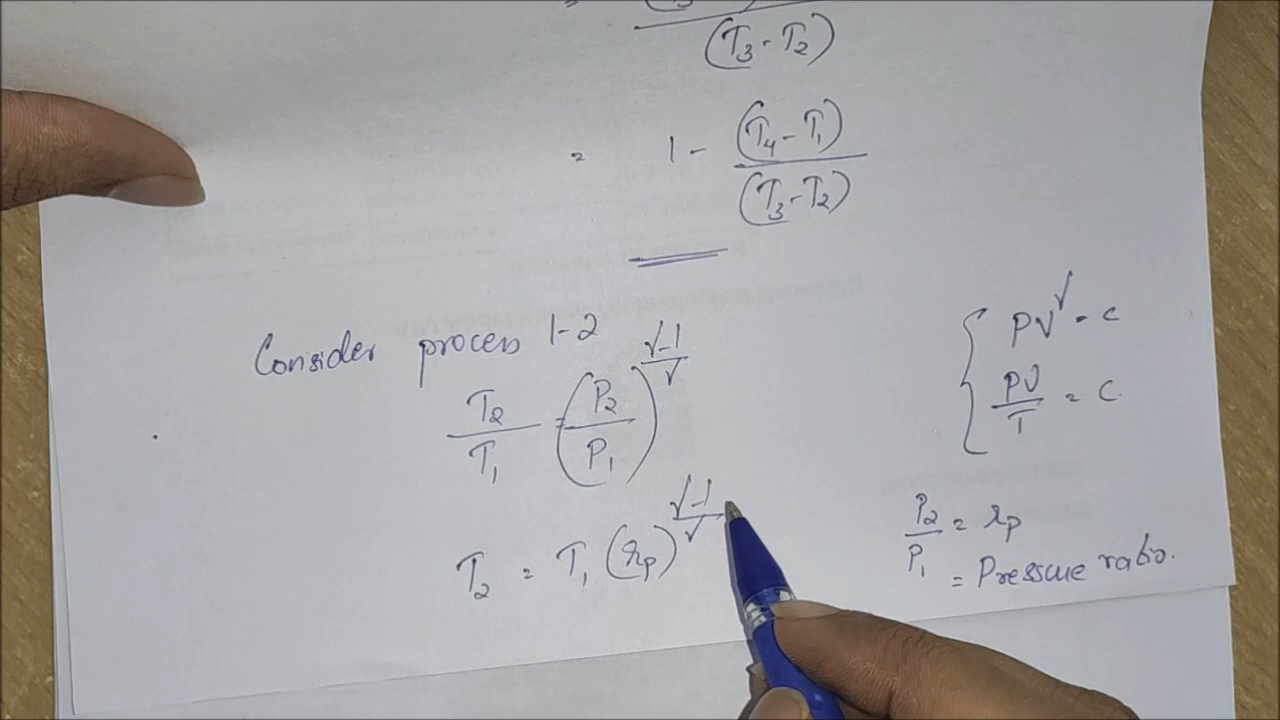 = (T3-T2)
= 1 - (T4-T1) / (T3-T2)
Consider process 1-2
T2/T1 = (P2/P1)^((γ-1)/γ)
T2 = T1 (rp)^((γ-1)/γ)
PV^γ = c
PV/T = C.
P2/P1 = rp
= Pressure ratio.